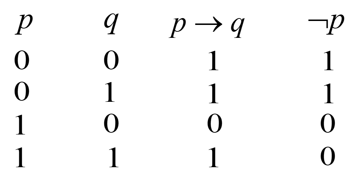 p q p → q ¬p
0 0 1 1
0 1 1 1
1 0 0 0
1 1 1 0